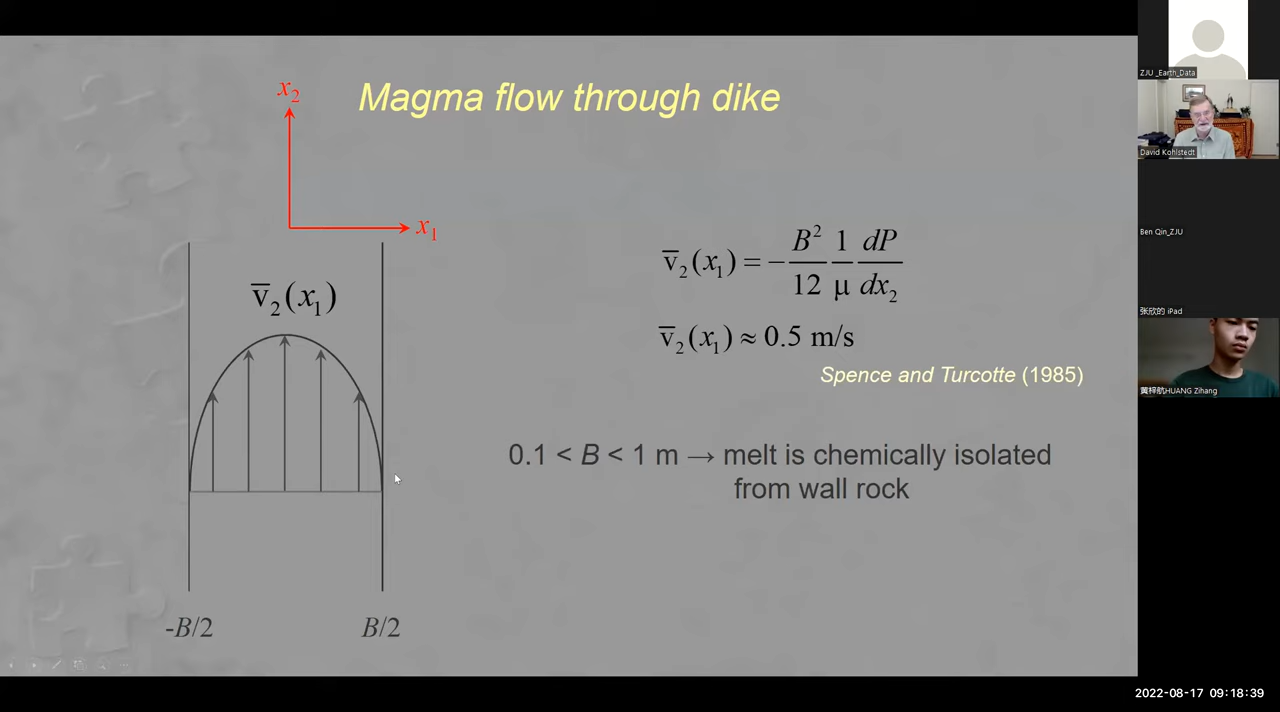 x₂
Magma flow through dike
x₁
v̅₂(x₁)
v̅₂(x₁) = −B²/12 1/μ dP/dx₂
v̅₂(x₁) ≈ 0.5 m/s
Spence and Turcotte (1985)
0.1 < B < 1 m → melt is chemically isolated
from wall rock
-B/2
B/2
ZJU _Earth_Data
David Kohlstedt
Ben Qin_ZJU
张欣的 iPad
黄梓航HUANG Zihang
2022-08-17 09:18:39